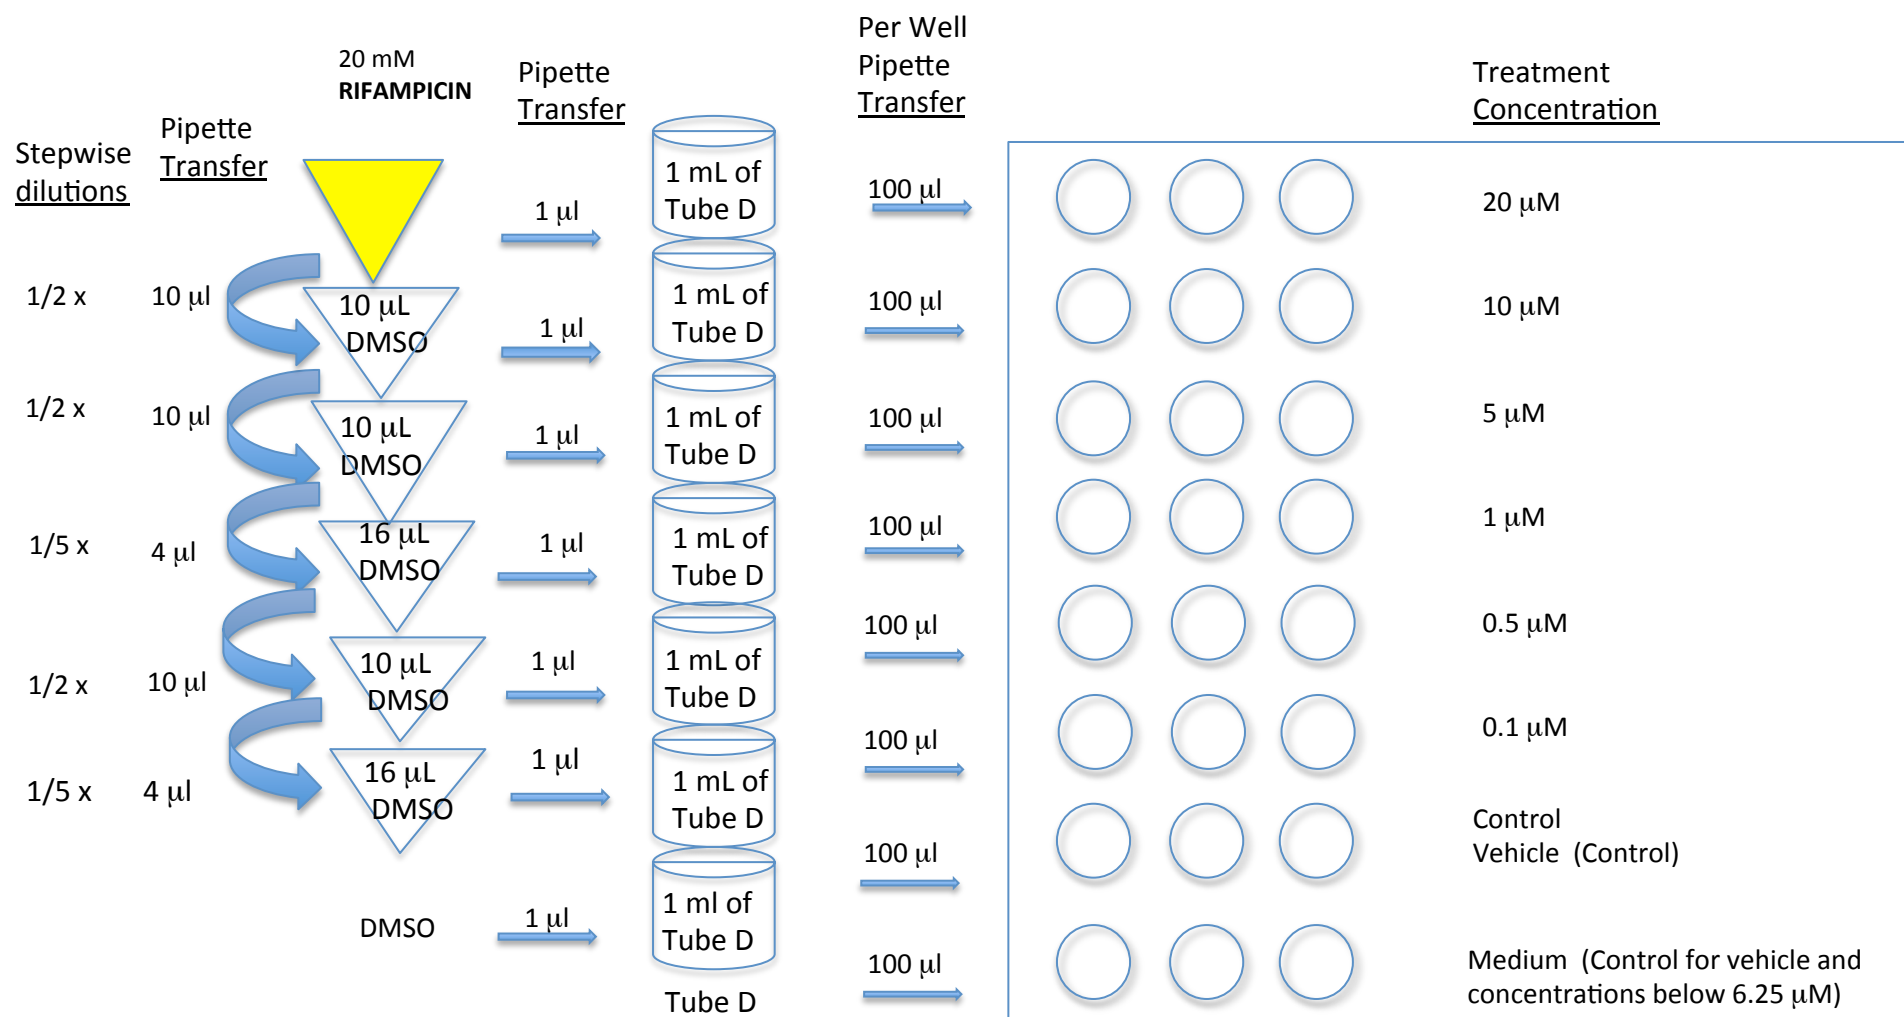 20 mM
RIFAMPICIN
Pipette
Transfer
Per Well
Pipette
Transfer
Treatment
Concentration
Stepwise
dilutions
Pipette
Transfer
1 μl
1 mL of
Tube D
100 μl
20 μM
1/2 x
10 μl
10 μL
DMSO
1 μl
1 mL of
Tube D
100 μl
10 μM
1/2 x
10 μl
10 μL
DMSO
1 μl
1 mL of
Tube D
100 μl
5 μM
1/5 x
4 μl
16 μL
DMSO
1 μl
1 mL of
Tube D
100 μl
1 μM
1/2 x
10 μl
10 μL
DMSO
1 μl
1 mL of
Tube D
100 μl
0.5 μM
1/5 x
4 μl
16 μL
DMSO
1 μl
1 mL of
Tube D
100 μl
0.1 μM
DMSO
1 μl
1 ml of
Tube D
100 μl
Control
Vehicle (Control)
Tube D
100 μl
Medium (Control for vehicle and
concentrations below 6.25 μM)